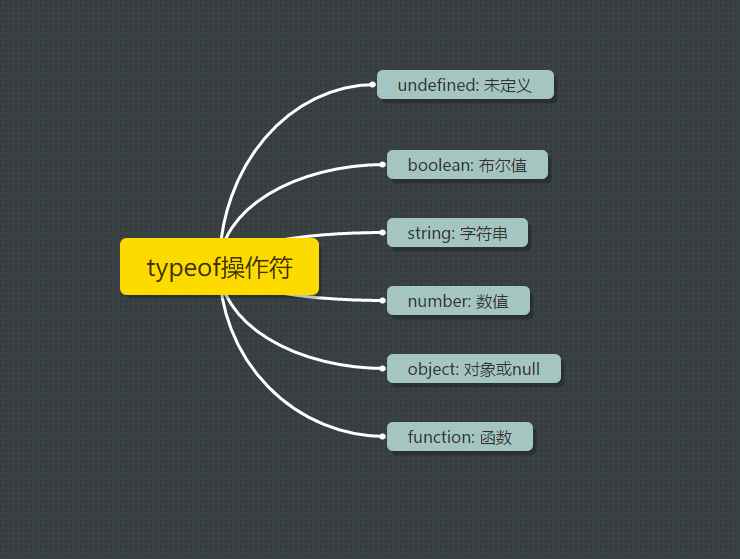 undefined: 未定义
boolean: 布尔值
string: 字符串
typeof操作符
number: 数值
object: 对象或null
function: 函数